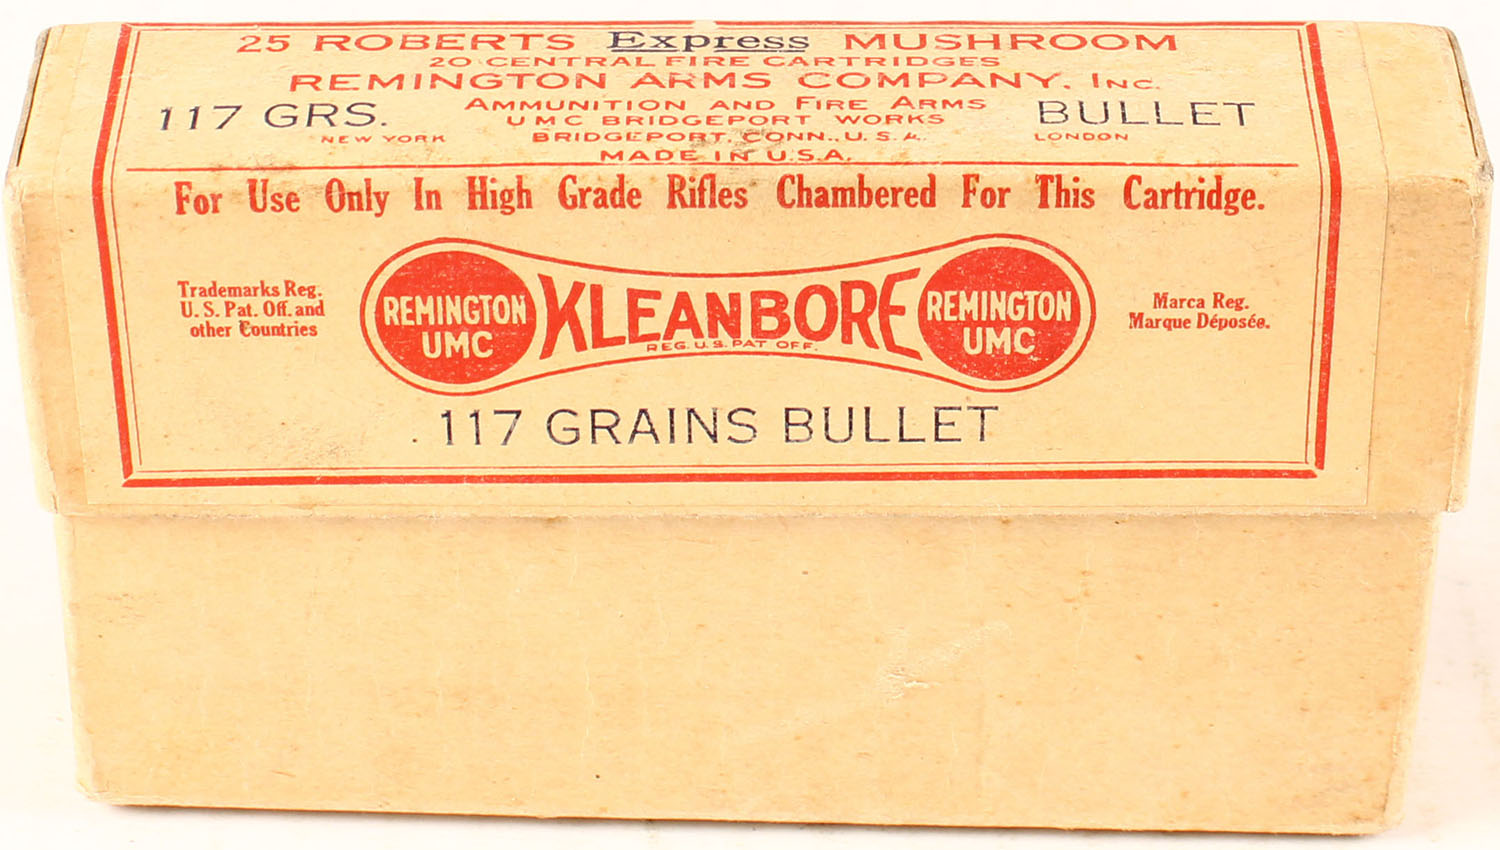 25 ROBERTS Express MUSHROOM
20 CENTRAL FIRE CARTRIDGES
REMINGTON ARMS COMPANY, INC.
117 GRS. AMMUNITION AND FIRE ARMS BULLET
UMC BRIDGEPORT WORKS
NEW YORK BRIDGEPORT, CONN., U.S.A. LONDON
MADE IN U.S.A.
For Use Only In High Grade Rifles Chambered For This Cartridge.
Trademarks Reg.
U. S. Pat. Off. and
other Countries
REMINGTON
UMC
KLEANBORE
REG. U.S. PAT OFF.
REMINGTON
UMC
Marca Reg.
Marque Déposée.
117 GRAINS BULLET